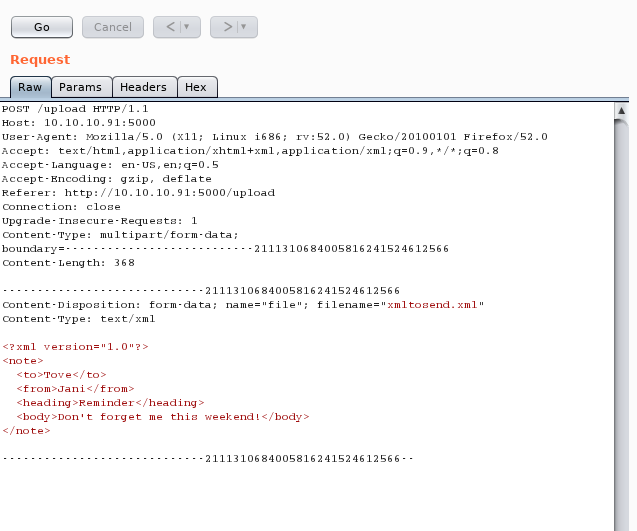 Go Cancel < >
Request
Raw Params Headers Hex
POST /upload HTTP/1.1
Host: 10.10.10.91:5000
User-Agent: Mozilla/5.0 (X11; Linux i686; rv:52.0) Gecko/20100101 Firefox/52.0
Accept: text/html,application/xhtml+xml,application/xml;q=0.9,*/*;q=0.8
Accept-Language: en-US,en;q=0.5
Accept-Encoding: gzip, deflate
Referer: http://10.10.10.91:5000/upload
Connection: close
Upgrade-Insecure-Requests: 1
Content-Type: multipart/form-data;
boundary=---------------------------2111310684005816241524612566
Content-Length: 368
-----------------------------2111310684005816241524612566
Content-Disposition: form-data; name="file"; filename="xmltosend.xml"
Content-Type: text/xml
<?xml version="1.0"?>
<note>
  <to>Tove</to>
  <from>Jani</from>
  <heading>Reminder</heading>
  <body>Don't forget me this weekend!</body>
</note>
-----------------------------2111310684005816241524612566--